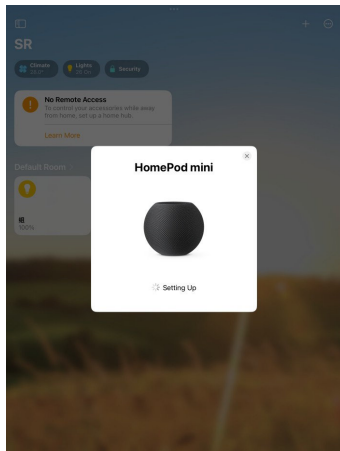 SR
Climate
Lights
Security
No Remote Access
To control your accessories while away
from home, set up a home hub.
Learn More
Default Room
100%
HomePod mini
Setting Up